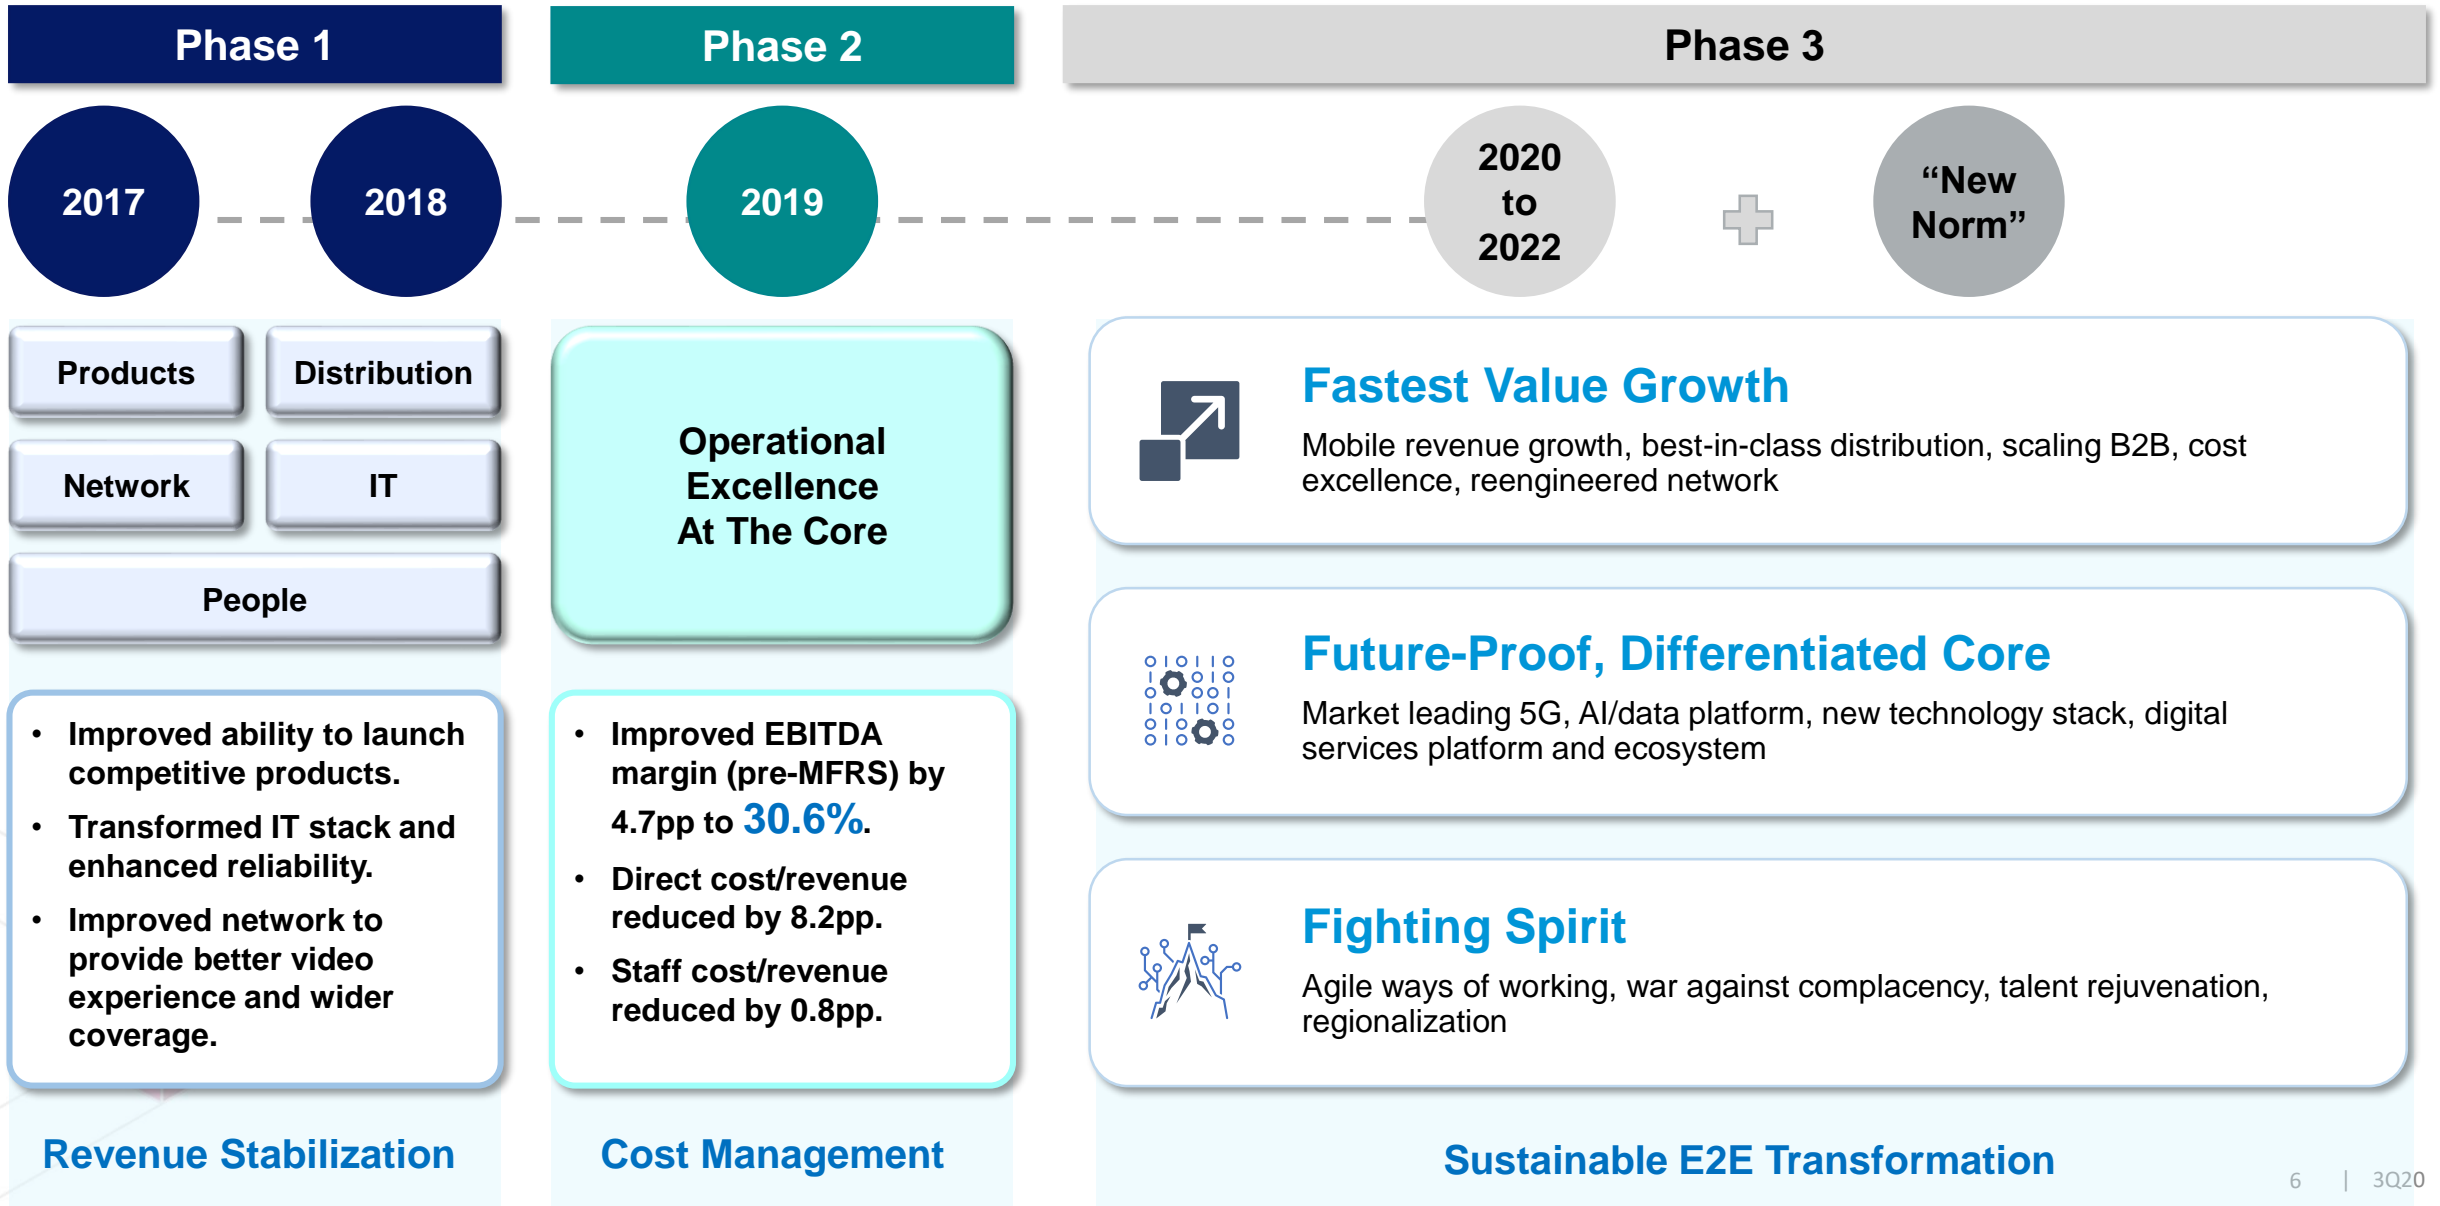 Phase 1
Phase 2
Phase 3
2017
2018
2019
2020
to
2022
“New
Norm”
Products
Distribution
Network
IT
People
• Improved ability to launch
competitive products.
• Transformed IT stack and
enhanced reliability.
• Improved network to
provide better video
experience and wider
coverage.
Revenue Stabilization
Operational
Excellence
At The Core
• Improved EBITDA
margin (pre-MFRS) by
4.7pp to 30.6%.
• Direct cost/revenue
reduced by 8.2pp.
• Staff cost/revenue
reduced by 0.8pp.
Cost Management
Fastest Value Growth
Mobile revenue growth, best-in-class distribution, scaling B2B, cost
excellence, reengineered network
Future-Proof, Differentiated Core
Market leading 5G, AI/data platform, new technology stack, digital
services platform and ecosystem
Fighting Spirit
Agile ways of working, war against complacency, talent rejuvenation,
regionalization
Sustainable E2E Transformation
6 | 3Q20